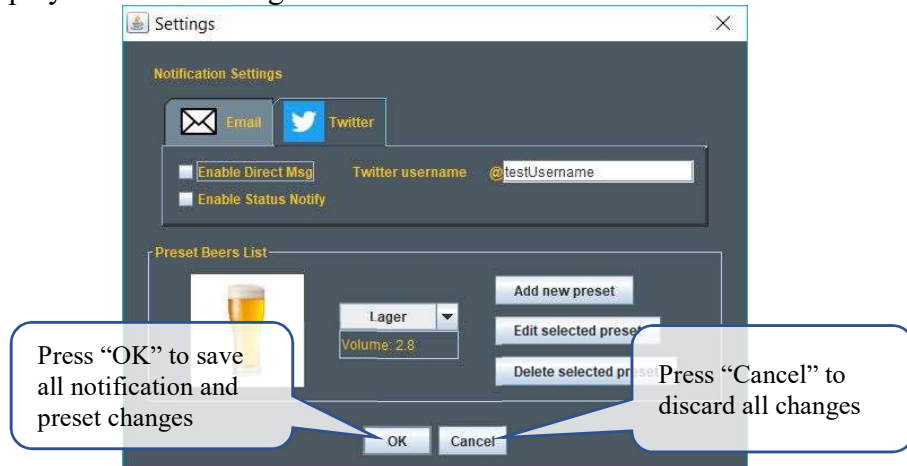 Settings
Notification Settings
Email
Twitter
Enable Direct Msg Twitter username @testUsername
Enable Status Notify
Preset Beers List
Add new preset
Lager
Edit selected preset
Volume: 2.8
Delete selected preset
Press “OK” to save
all notification and
preset changes
Press “Cancel” to
discard all changes
OK Cancel